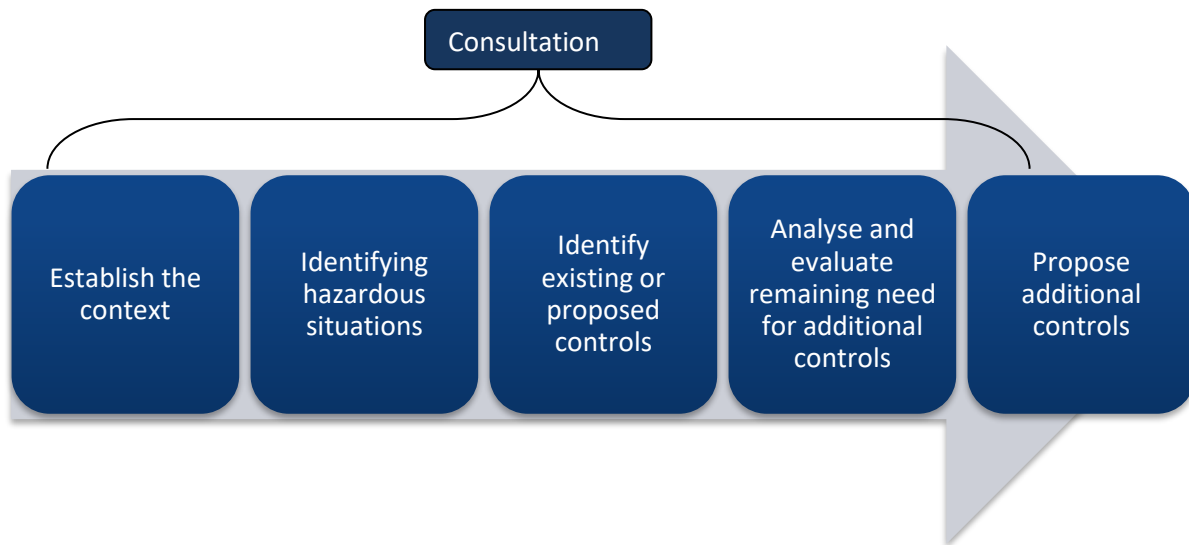 Consultation
Establish the
context
Identifying
hazardous
situations
Identify
existing or
proposed
controls
Analyse and
evaluate
remaining need
for additional
controls
Propose
additional
controls